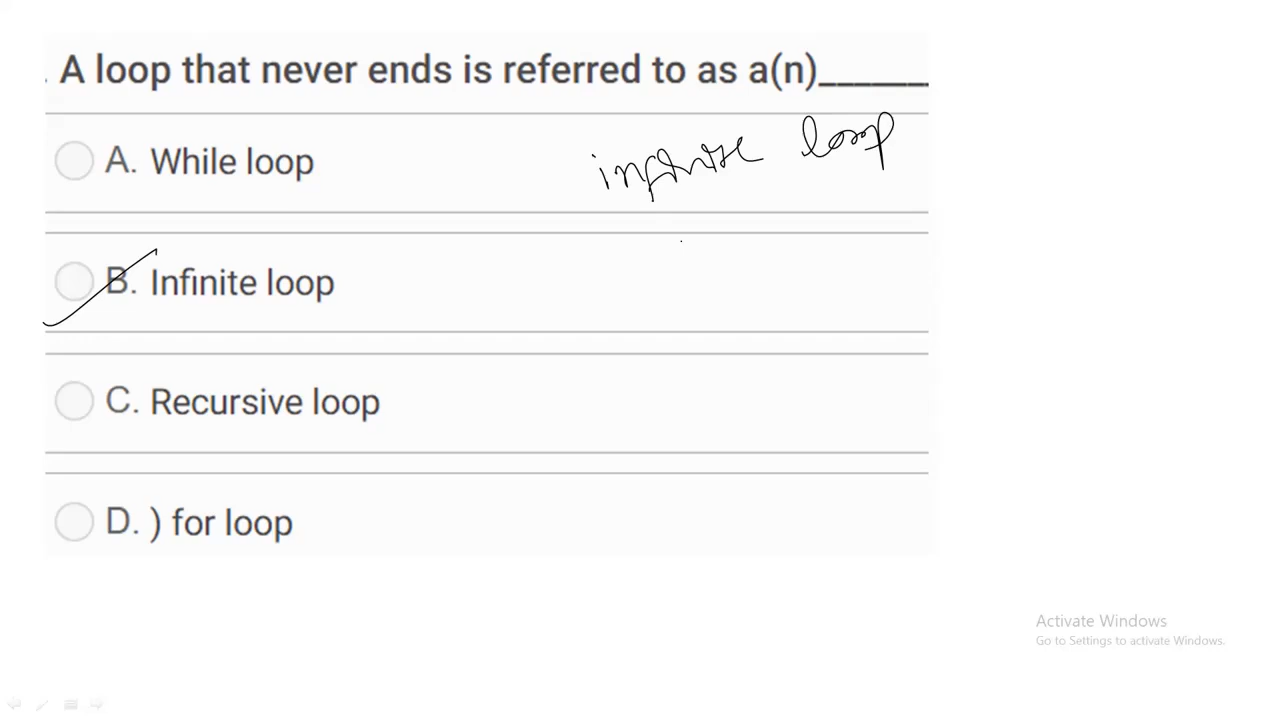 . A loop that never ends is referred to as a(n)______.
infinite loop
A. While loop
B. Infinite loop
C. Recursive loop
D. ) for loop
Activate Windows
Go to Settings to activate Windows.